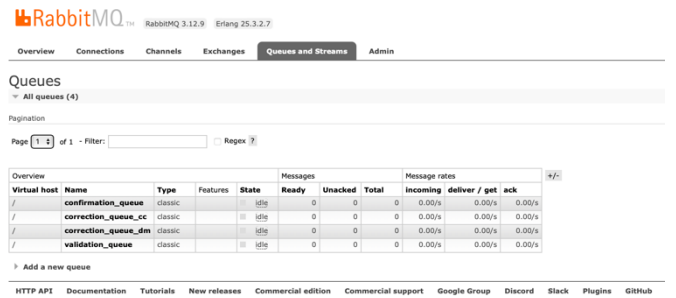 RabbitMQ TM RabbitMQ 3.12.9 Erlang 25.3.2.7
Overview Connections Channels Exchanges Queues and Streams Admin
Queues
All queues (4)
Pagination
Page 1 of 1 - Filter: Regex ?
Overview Messages Message rates +/-
Virtual host Name Type Features State Ready Unacked Total incoming deliver / get ack
/ confirmation_queue classic idle 0 0 0 0.00/s 0.00/s 0.00/s
/ correction_queue_cc classic idle 0 0 0 0.00/s 0.00/s 0.00/s
/ correction_queue_dm classic idle 0 0 0 0.00/s 0.00/s 0.00/s
/ validation_queue classic idle 0 0 0 0.00/s 0.00/s 0.00/s
Add a new queue
HTTP API Documentation Tutorials New releases Commercial edition Commercial support Google Group Discord Slack Plugins GitHub